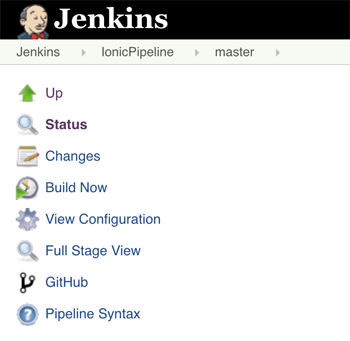 Jenkins
Jenkins IonicPipeline master
Up
Status
Changes
Build Now
View Configuration
Full Stage View
GitHub
Pipeline Syntax